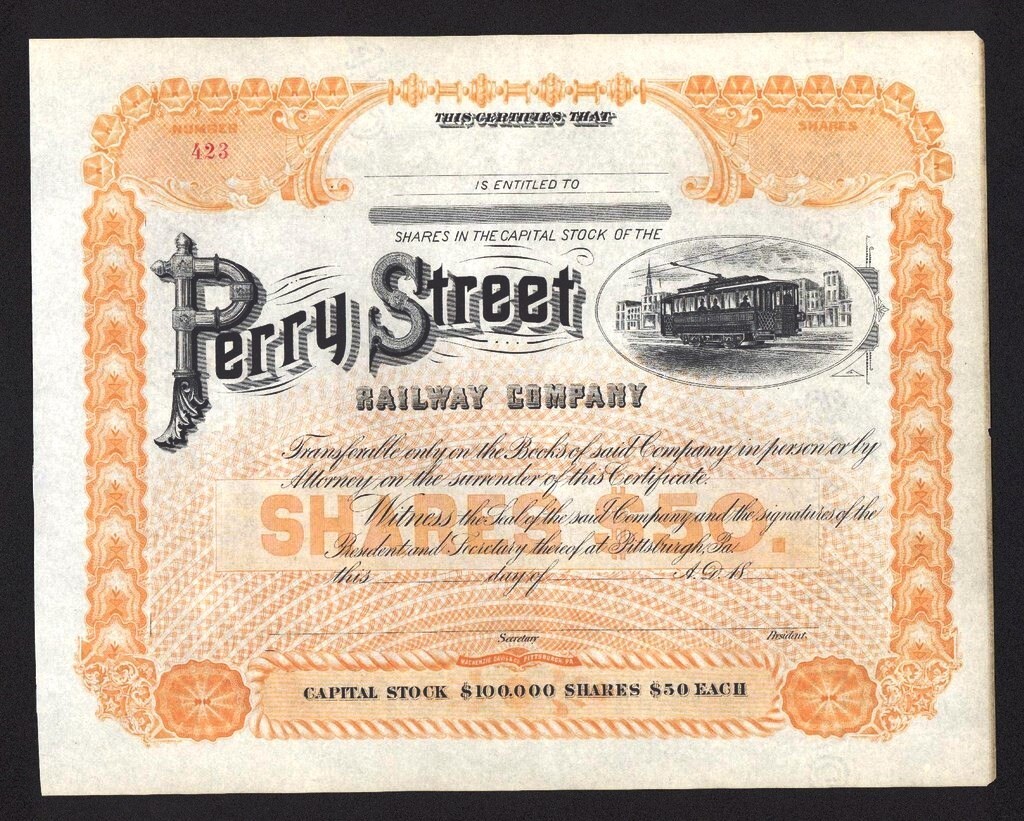 THIS CERTIFIES THAT
NUMBER
SHARES
423
IS ENTITLED TO
SHARES IN THE CAPITAL STOCK OF THE
Perry Street
RAILWAY COMPANY
Transferable only on the Books of said Company in person or by
Attorney on the surrender of this Certificate.
SHARES $50.
Witness the Seal of the said Company and the signatures of the
President and Secretary thereof at Pittsburgh, Pa
this day of A.D. 18
Secretary President.
PITTSBURGH, PA.
CAPITAL STOCK $100.000 SHARES $50 EACH